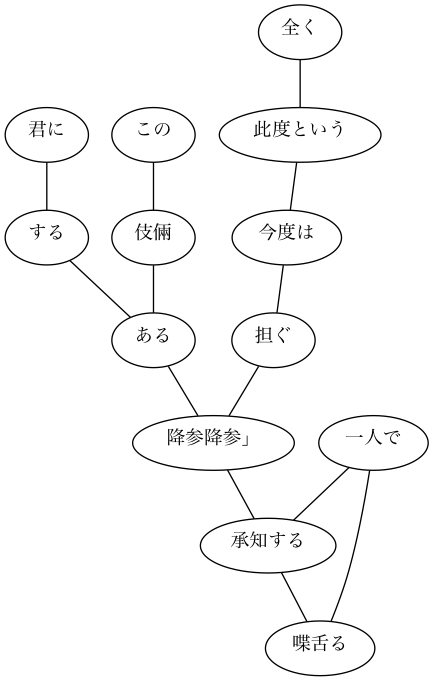 全く
君に
この
此度という
する
伎倆
今度は
ある
担ぐ
降参降参」
一人で
承知する
喋舌る